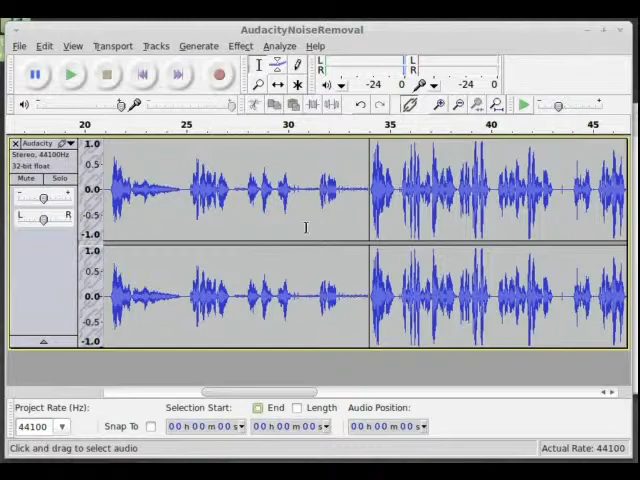 AudacityNoiseRemoval
File Edit View Transport Tracks Generate Effect Analyze Help
L R -24 0 L R -24 0
20 25 30 35 40 45
Audacity
Stereo, 44100Hz
32-bit float
Mute Solo
- +
L R
1.0
0.5
0.0
-0.5
-1.0
1.0
0.5
0.0
-0.5
-1.0
Project Rate (Hz): Selection Start: End Length Audio Position:
44100 Snap To 00 h 00 m 00 s 00 h 00 m 00 s 00 h 00 m 00 s
Click and drag to select audio Actual Rate: 44100